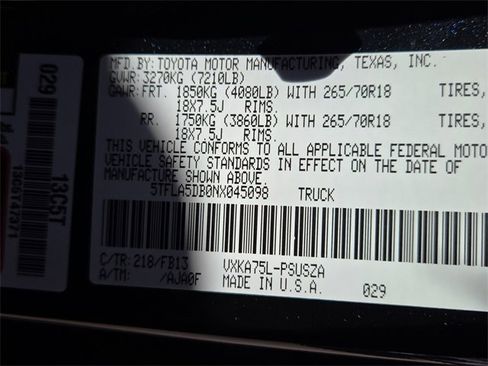 MFD.BY:TOYOTA MOTOR MANUFACTURING, TEXAS, INC.
GVWR:3270KG (7210LB)
GAWR:FRT. 1850KG (4080LB) WITH 265/70R18 TIRES,
18X7.5J RIMS.
RR. 1750KG (3860LB) WITH 265/70R18 TIRES,
18X7.5J RIMS.
THIS VEHICLE CONFORMS TO ALL APPLICABLE FEDERAL MOTOR
VEHICLE SAFETY STANDARDS IN EFFECT ON THE DATE OF
MANUFACTURE SHOWN ABOVE.
5TFLA5DB0NX045098 TRUCK
C/TR:218/FB13 VXKA75L-PSUSZA
A/TM: /AJA0F MADE IN U.S.A. 029
029
13C5T
13C5T47371